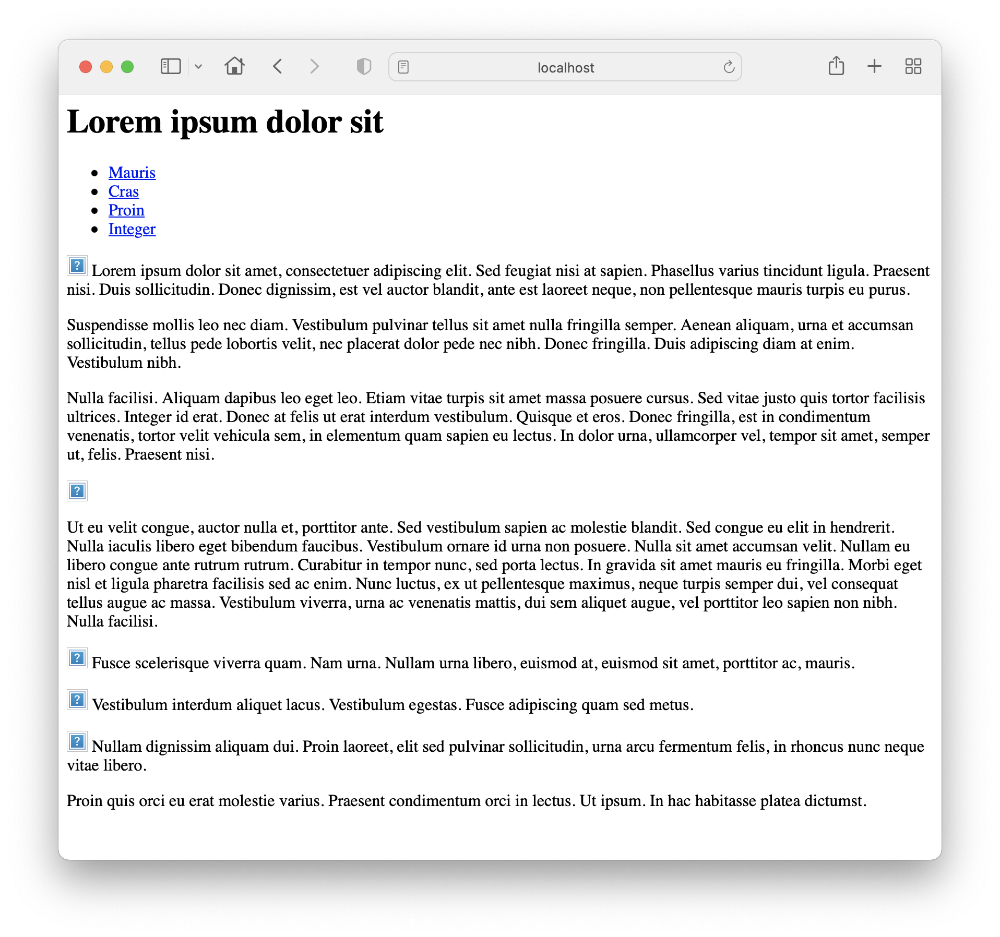 localhost
Lorem ipsum dolor sit
Mauris
Cras
Proin
Integer
Lorem ipsum dolor sit amet, consectetuer adipiscing elit. Sed feugiat nisi at sapien. Phasellus varius tincidunt ligula. Praesent
nisi. Duis sollicitudin. Donec dignissim, est vel auctor blandit, ante est laoreet neque, non pellentesque mauris turpis eu purus.
Suspendisse mollis leo nec diam. Vestibulum pulvinar tellus sit amet nulla fringilla semper. Aenean aliquam, urna et accumsan
sollicitudin, tellus pede lobortis velit, nec placerat dolor pede nec nibh. Donec fringilla. Duis adipiscing diam at enim.
Vestibulum nibh.
Nulla facilisi. Aliquam dapibus leo eget leo. Etiam vitae turpis sit amet massa posuere cursus. Sed vitae justo quis tortor facilisis
ultrices. Integer id erat. Donec at felis ut erat interdum vestibulum. Quisque et eros. Donec fringilla, est in condimentum
venenatis, tortor velit vehicula sem, in elementum quam sapien eu lectus. In dolor urna, ullamcorper vel, tempor sit amet, semper
ut, felis. Praesent nisi.
Ut eu velit congue, auctor nulla et, porttitor ante. Sed vestibulum sapien ac molestie blandit. Sed congue eu elit in hendrerit.
Nulla iaculis libero eget bibendum faucibus. Vestibulum ornare id urna non posuere. Nulla sit amet accumsan velit. Nullam eu
libero congue ante rutrum rutrum. Curabitur in tempor nunc, sed porta lectus. In gravida sit amet mauris eu fringilla. Morbi eget
nisl et ligula pharetra facilisis sed ac enim. Nunc luctus, ex ut pellentesque maximus, neque turpis semper dui, vel consequat
tellus augue ac massa. Vestibulum viverra, urna ac venenatis mattis, dui sem aliquet augue, vel porttitor leo sapien non nibh.
Nulla facilisi.
Fusce scelerisque viverra quam. Nam urna. Nullam urna libero, euismod at, euismod sit amet, porttitor ac, mauris.
Vestibulum interdum aliquet lacus. Vestibulum egestas. Fusce adipiscing quam sed metus.
Nullam dignissim aliquam dui. Proin laoreet, elit sed pulvinar sollicitudin, urna arcu fermentum felis, in rhoncus nunc neque
vitae libero.
Proin quis orci eu erat molestie varius. Praesent condimentum orci in lectus. Ut ipsum. In hac habitasse platea dictumst.